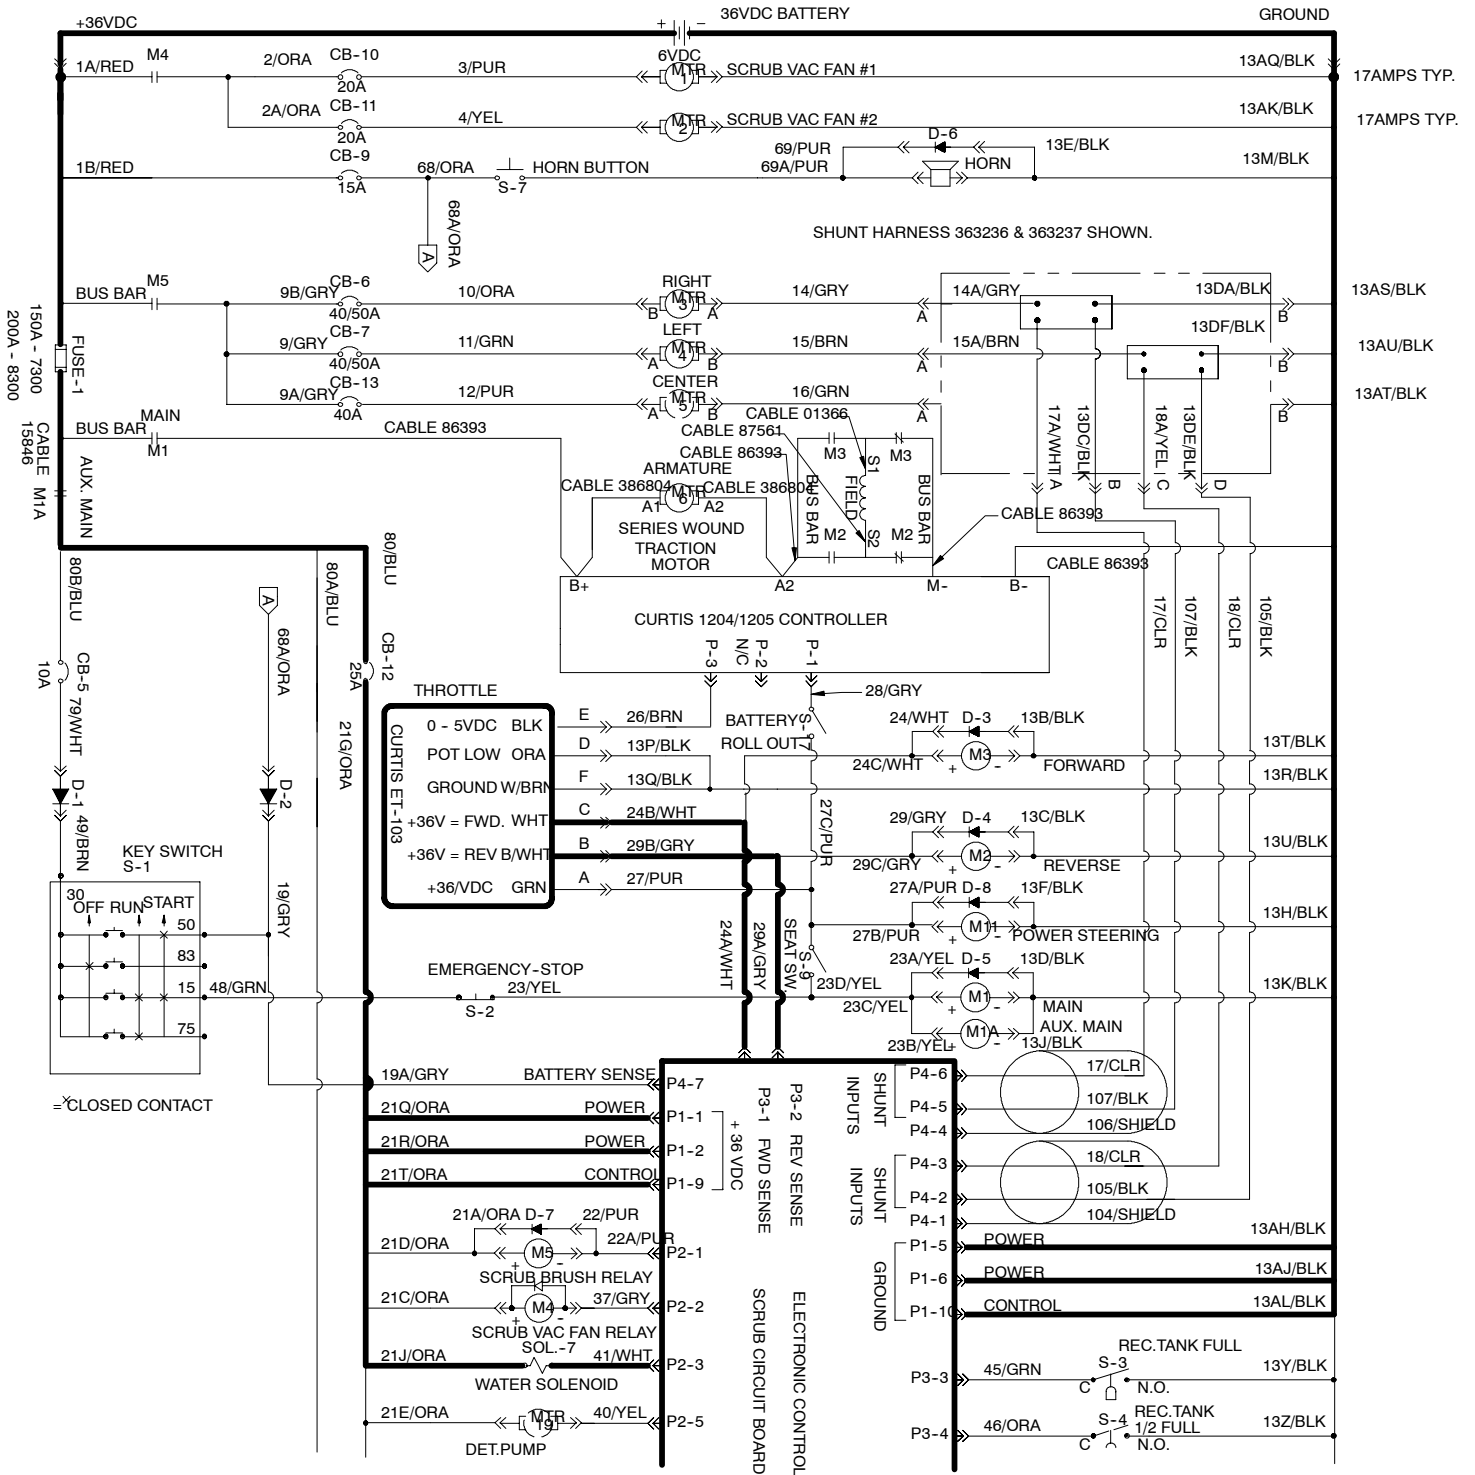 +36VDC
36VDC BATTERY
GROUND
+ −
1A/RED
M4
2/ORA
CB-10
20A
3/PUR
6VDC
MTR
1
SCRUB VAC FAN #1
13AQ/BLK
17AMPS TYP.
2A/ORA
CB-11
20A
4/YEL
MTR
2
SCRUB VAC FAN #2
13AK/BLK
17AMPS TYP.
1B/RED
CB-9
15A
68/ORA
S-7
HORN BUTTON
69/PUR
69A/PUR
D-6
HORN
13E/BLK
13M/BLK
68A/ORA
A
SHUNT HARNESS 363236 & 363237 SHOWN.
BUS BAR
M5
9B/GRY
CB-6
40/50A
10/ORA
RIGHT
B
MTR
3
A
14/GRY
A
14A/GRY
13DA/BLK
B
13AS/BLK
9/GRY
CB-7
40/50A
11/GRN
LEFT
A
MTR
4
B
15/BRN
A
15A/BRN
13DF/BLK
B
13AU/BLK
9A/GRY
CB-13
40A
12/PUR
CENTER
A
MTR
5
B
16/GRN
A
B
13AT/BLK
150A - 7300
200A - 8300
FUSE-1
CABLE
15846
M1A
AUX. MAIN
BUS BAR
MAIN
M1
CABLE 86393
CABLE 01366
CABLE 87561
CABLE 86393
ARMATURE
CABLE 386804
A1
MTR
6
A2
CABLE 386804
SERIES WOUND
TRACTION
MOTOR
M3
M3
BUS BAR
S1
FIELD
S2
BUS BAR
M2
M2
CABLE 86393
CABLE 86393
17A/WHT
A
13DC/BLK
B
18A/YEL
C
13DE/BLK
D
17/CLR
107/BLK
18/CLR
105/BLK
B+
A2
M-
B-
CURTIS 1204/1205 CONTROLLER
P-3
N/C
P-2
P-1
80B/BLU
80A/BLU
80/BLU
A
68A/ORA
CB-5
10A
79/WHT
D-1
49/BRN
D-2
19/GRY
CB-12
25A
21G/ORA
THROTTLE
CURTIS ET-103
0 - 5VDC BLK
E
26/BRN
POT LOW ORA
D
13P/BLK
GROUND W/BRN
F
13Q/BLK
+36V = FWD. WHT
C
24B/WHT
+36V = REV B/WHT
B
29B/GRY
+36/VDC GRN
A
27/PUR
28/GRY
BATTERY
ROLL OUT
27C/PUR
24/WHT
D-3
13B/BLK
24C/WHT
+
M3
-
FORWARD
13T/BLK
13R/BLK
29/GRY
D-4
13C/BLK
29C/GRY
+
M2
-
REVERSE
13U/BLK
27A/PUR
D-8
13F/BLK
27B/PUR
+
M11
-
POWER STEERING
13H/BLK
23A/YEL
D-5
13D/BLK
23D/YEL
23C/YEL
+
M1
-
MAIN
13K/BLK
23B/YEL
+
M1A
-
AUX. MAIN
13J/BLK
24A/WHT
29A/GRY
SEAT SW.
KEY SWITCH
S-1
30
OFF RUN START
50
83
15
75
48/GRN
EMERGENCY-STOP
S-2
23/YEL
=X CLOSED CONTACT
19A/GRY
BATTERY SENSE
P4-7
21Q/ORA
POWER
P1-1
21R/ORA
POWER
P1-2
21T/ORA
CONTROL
P1-9
+ 36 VDC
P3-1 FWD SENSE
P3-2 REV SENSE
SHUNT
INPUTS
P4-6
17/CLR
P4-5
107/BLK
P4-4
106/SHIELD
SHUNT
INPUTS
P4-3
18/CLR
P4-2
105/BLK
P4-1
104/SHIELD
GROUND
P1-5
POWER
13AH/BLK
P1-6
POWER
13AJ/BLK
P1-10
CONTROL
13AL/BLK
21A/ORA
D-7
22/PUR
21D/ORA
+
M5
-
22A/PUR
P2-1
SCRUB BRUSH RELAY
21C/ORA
+
M4
-
37/GRY
P2-2
SCRUB VAC FAN RELAY
21J/ORA
SOL.-7
41/WHT
P2-3
WATER SOLENOID
21E/ORA
MTR
19
40/YEL
P2-5
DET.PUMP
SCRUB CIRCUIT BOARD
ELECTRONIC CONTROL
P3-3
45/GRN
REC.TANK FULL
S-3
C
N.O.
13Y/BLK
P3-4
46/ORA
S-4
REC.TANK
1/2 FULL
C
N.O.
13Z/BLK